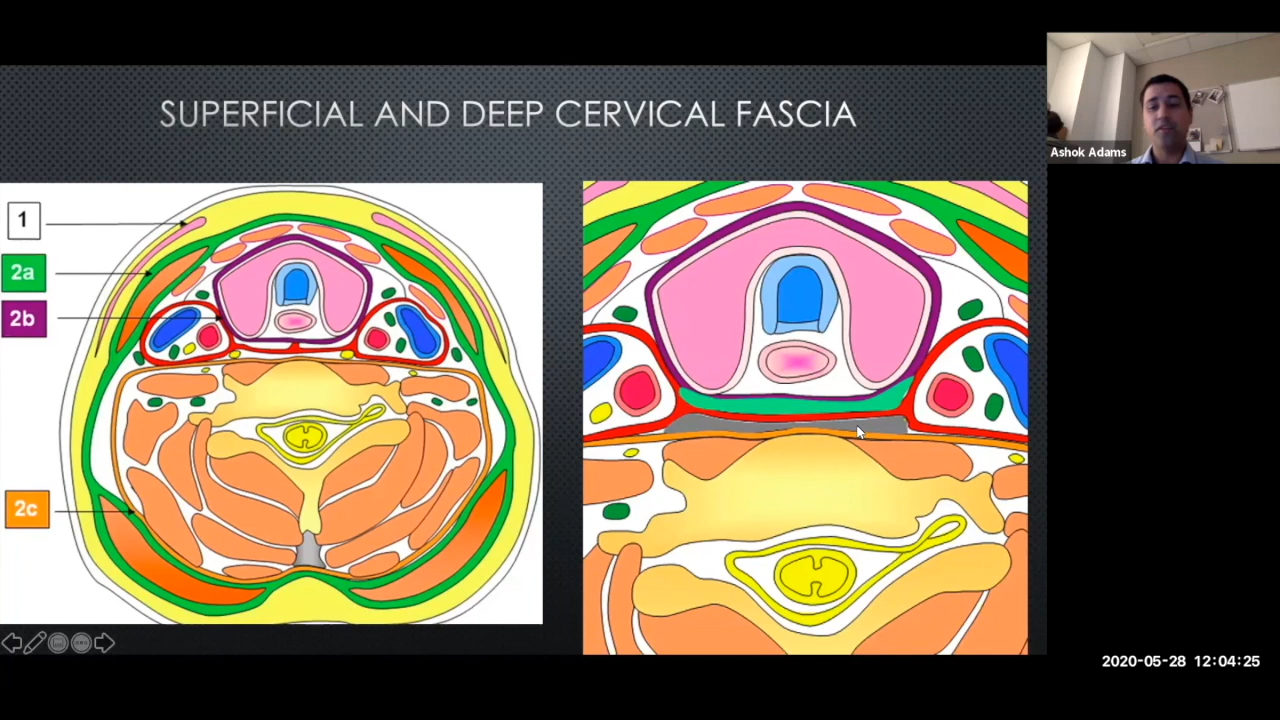 SUPERFICIAL AND DEEP CERVICAL FASCIA
Ashok Adams
1
2a
2b
2c
2020-05-28 12:04:25